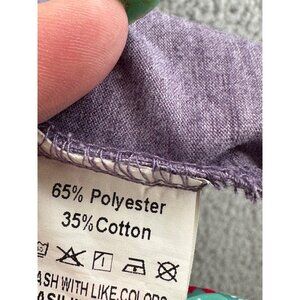 65% Polyester
35% Cotton
ASH WITH LIKE COLORS